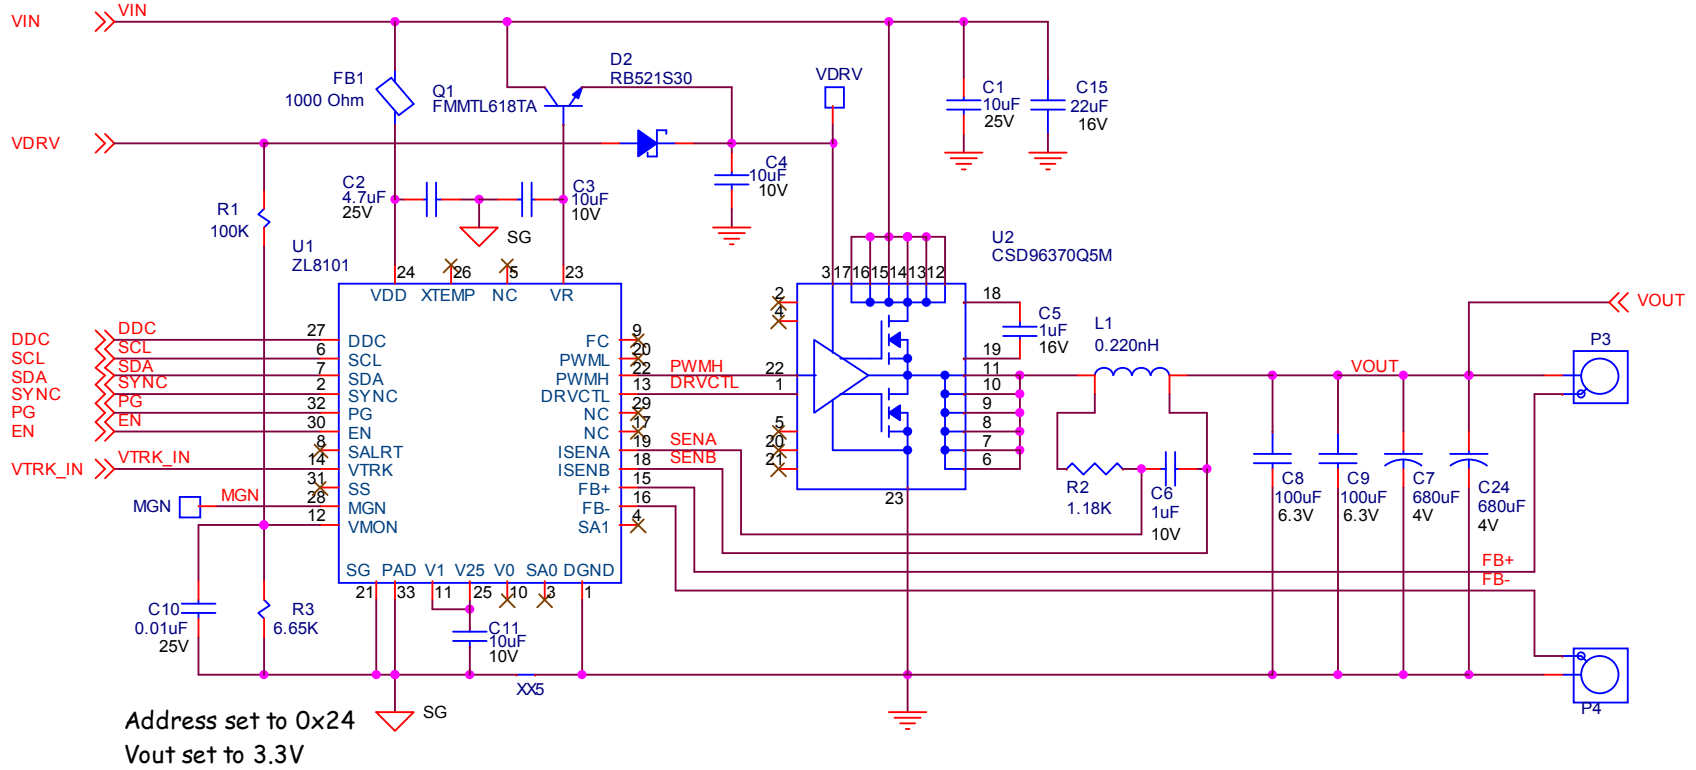 VIN
VIN
D2
RB521S30
FB1
1000 Ohm
Q1
FMMTL618TA
VDRV
C1
10uF
25V
C15
22uF
16V
VDRV
C2
4.7uF
25V
C3
10uF
10V
C4
10uF
10V
R1
100K
SG
U1
ZL8101
U2
CSD96370Q5M
24
26
5
23
VDD
XTEMP
NC
VR
3
17
16
15
14
13
12
DDC
DDC
27
DDC
SCL
SCL
6
SCL
SDA
SDA
7
SDA
SYNC
SYNC
2
SYNC
PG
PG
32
PG
EN
EN
30
EN
8
SALRT
VTRK_IN
VTRK_IN
14
VTRK
31
SS
MGN
MGN
28
MGN
12
VMON
FC
9
PWML
20
PWMH
22
PWMH
22
DRVCTL
13
DRVCTL
1
NC
29
NC
17
ISENA
19
SENA
ISENB
18
SENB
FB+
15
FB-
16
SA1
4
2
4
5
20
21
18
19
11
10
9
8
7
6
23
C5
1uF
16V
L1
0.220nH
VOUT
VOUT
P3
R2
1.18K
C6
1uF
10V
C8
100uF
6.3V
C9
100uF
6.3V
C7
680uF
4V
C24
680uF
4V
FB+
FB-
SG
PAD
V1
V25
V0
SA0
DGND
21
33
11
25
10
3
1
C10
0.01uF
25V
R3
6.65K
C11
10uF
10V
XX5
SG
P4
Address set to 0x24
Vout set to 3.3V